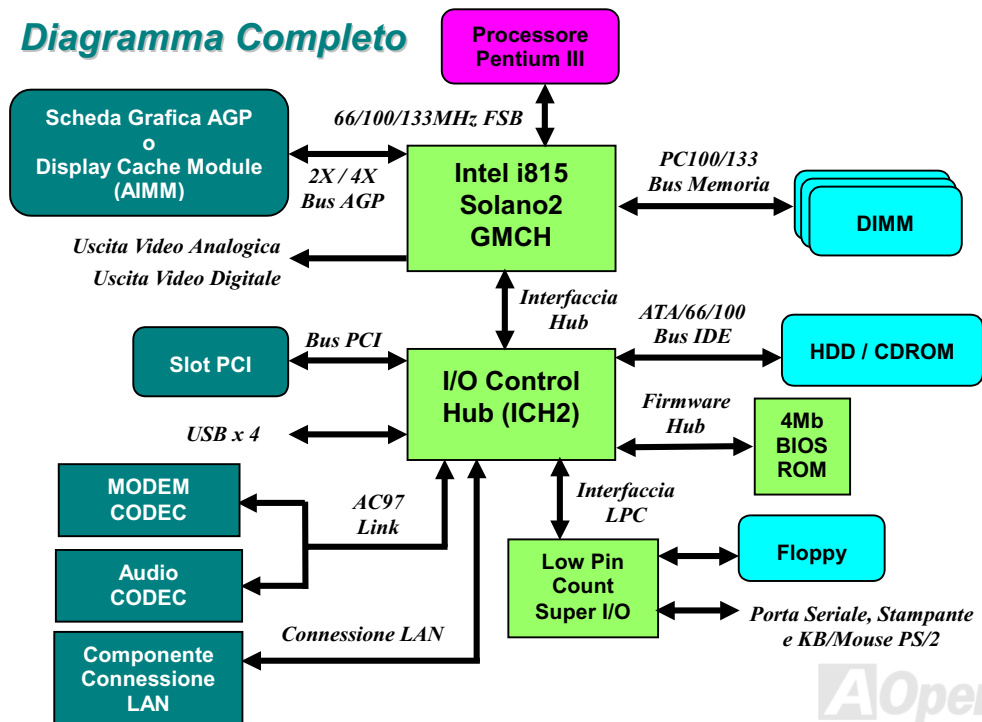 Diagramma Completo
Processore
Pentium III
Scheda Grafica AGP
o
Display Cache Module
(AIMM)
66/100/133MHz FSB
2X / 4X
Bus AGP
Intel i815
Solano2
GMCH
PC100/133
Bus Memoria
DIMM
Uscita Video Analogica
Uscita Video Digitale
Interfaccia
Hub
ATA/66/100
Bus IDE
HDD / CDROM
Slot PCI
Bus PCI
I/O Control
Hub (ICH2)
Firmware
Hub
4Mb
BIOS
ROM
USB x 4
MODEM
CODEC
AC97
Link
Interfaccia
LPC
Audio
CODEC
Low Pin
Count
Super I/O
Floppy
Porta Seriale, Stampante
e KB/Mouse PS/2
Connessione LAN
Componente
Connessione
LAN
AOpen